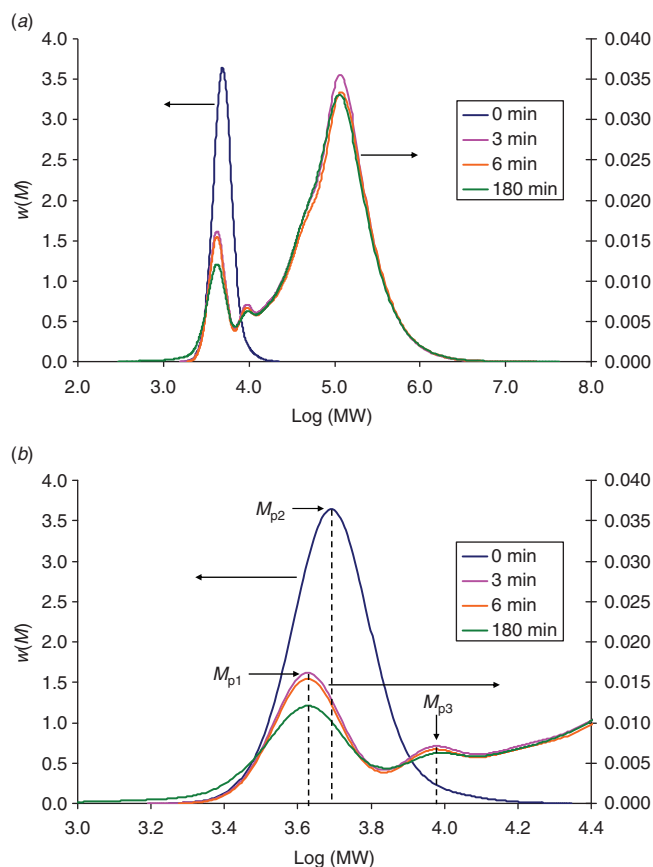 (a)
4.0 0.040
3.5 0.035
3.0 0.030
2.5 0.025
2.0 0.020
1.5 0.015
1.0 0.010
0.5 0.005
0.0 0.000
w(M)
0 min
3 min
6 min
180 min
2.0 3.0 4.0 5.0 6.0 7.0 8.0
Log (MW)
(b)
4.0 0.040
3.5 0.035
3.0 0.030
2.5 0.025
2.0 0.020
1.5 0.015
1.0 0.010
0.5 0.005
0.0 0.000
w(M)
Mp2
0 min
3 min
6 min
180 min
Mp1
Mp3
3.0 3.2 3.4 3.6 3.8 4.0 4.2 4.4
Log (MW)